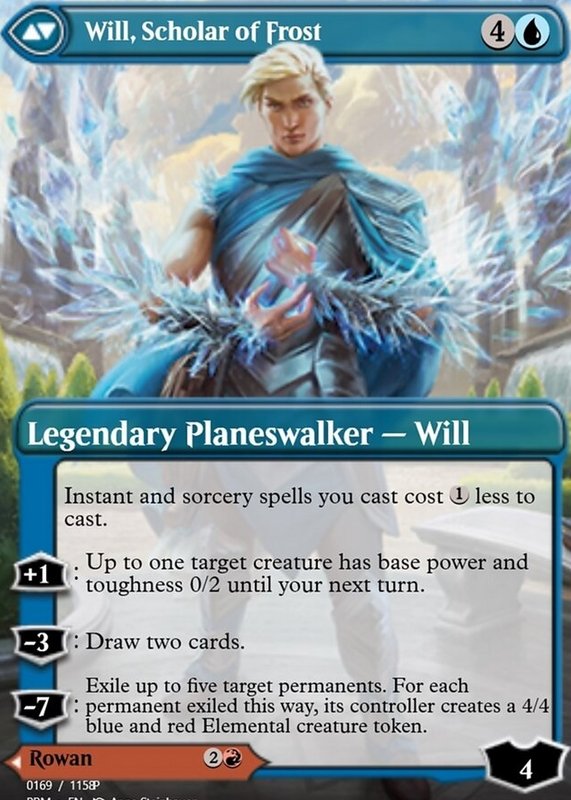 Will, Scholar of Frost 4
Legendary Planeswalker — Will
Instant and sorcery spells you cast cost 1 less to
cast.
+1 : Up to one target creature has base power and
toughness 0/2 until your next turn.
−3 : Draw two cards.
Exile up to five target permanents. For each
−7 : permanent exiled this way, its controller creates a 4/4
blue and red Elemental creature token.
Rowan 2
4
0169 / 1158P